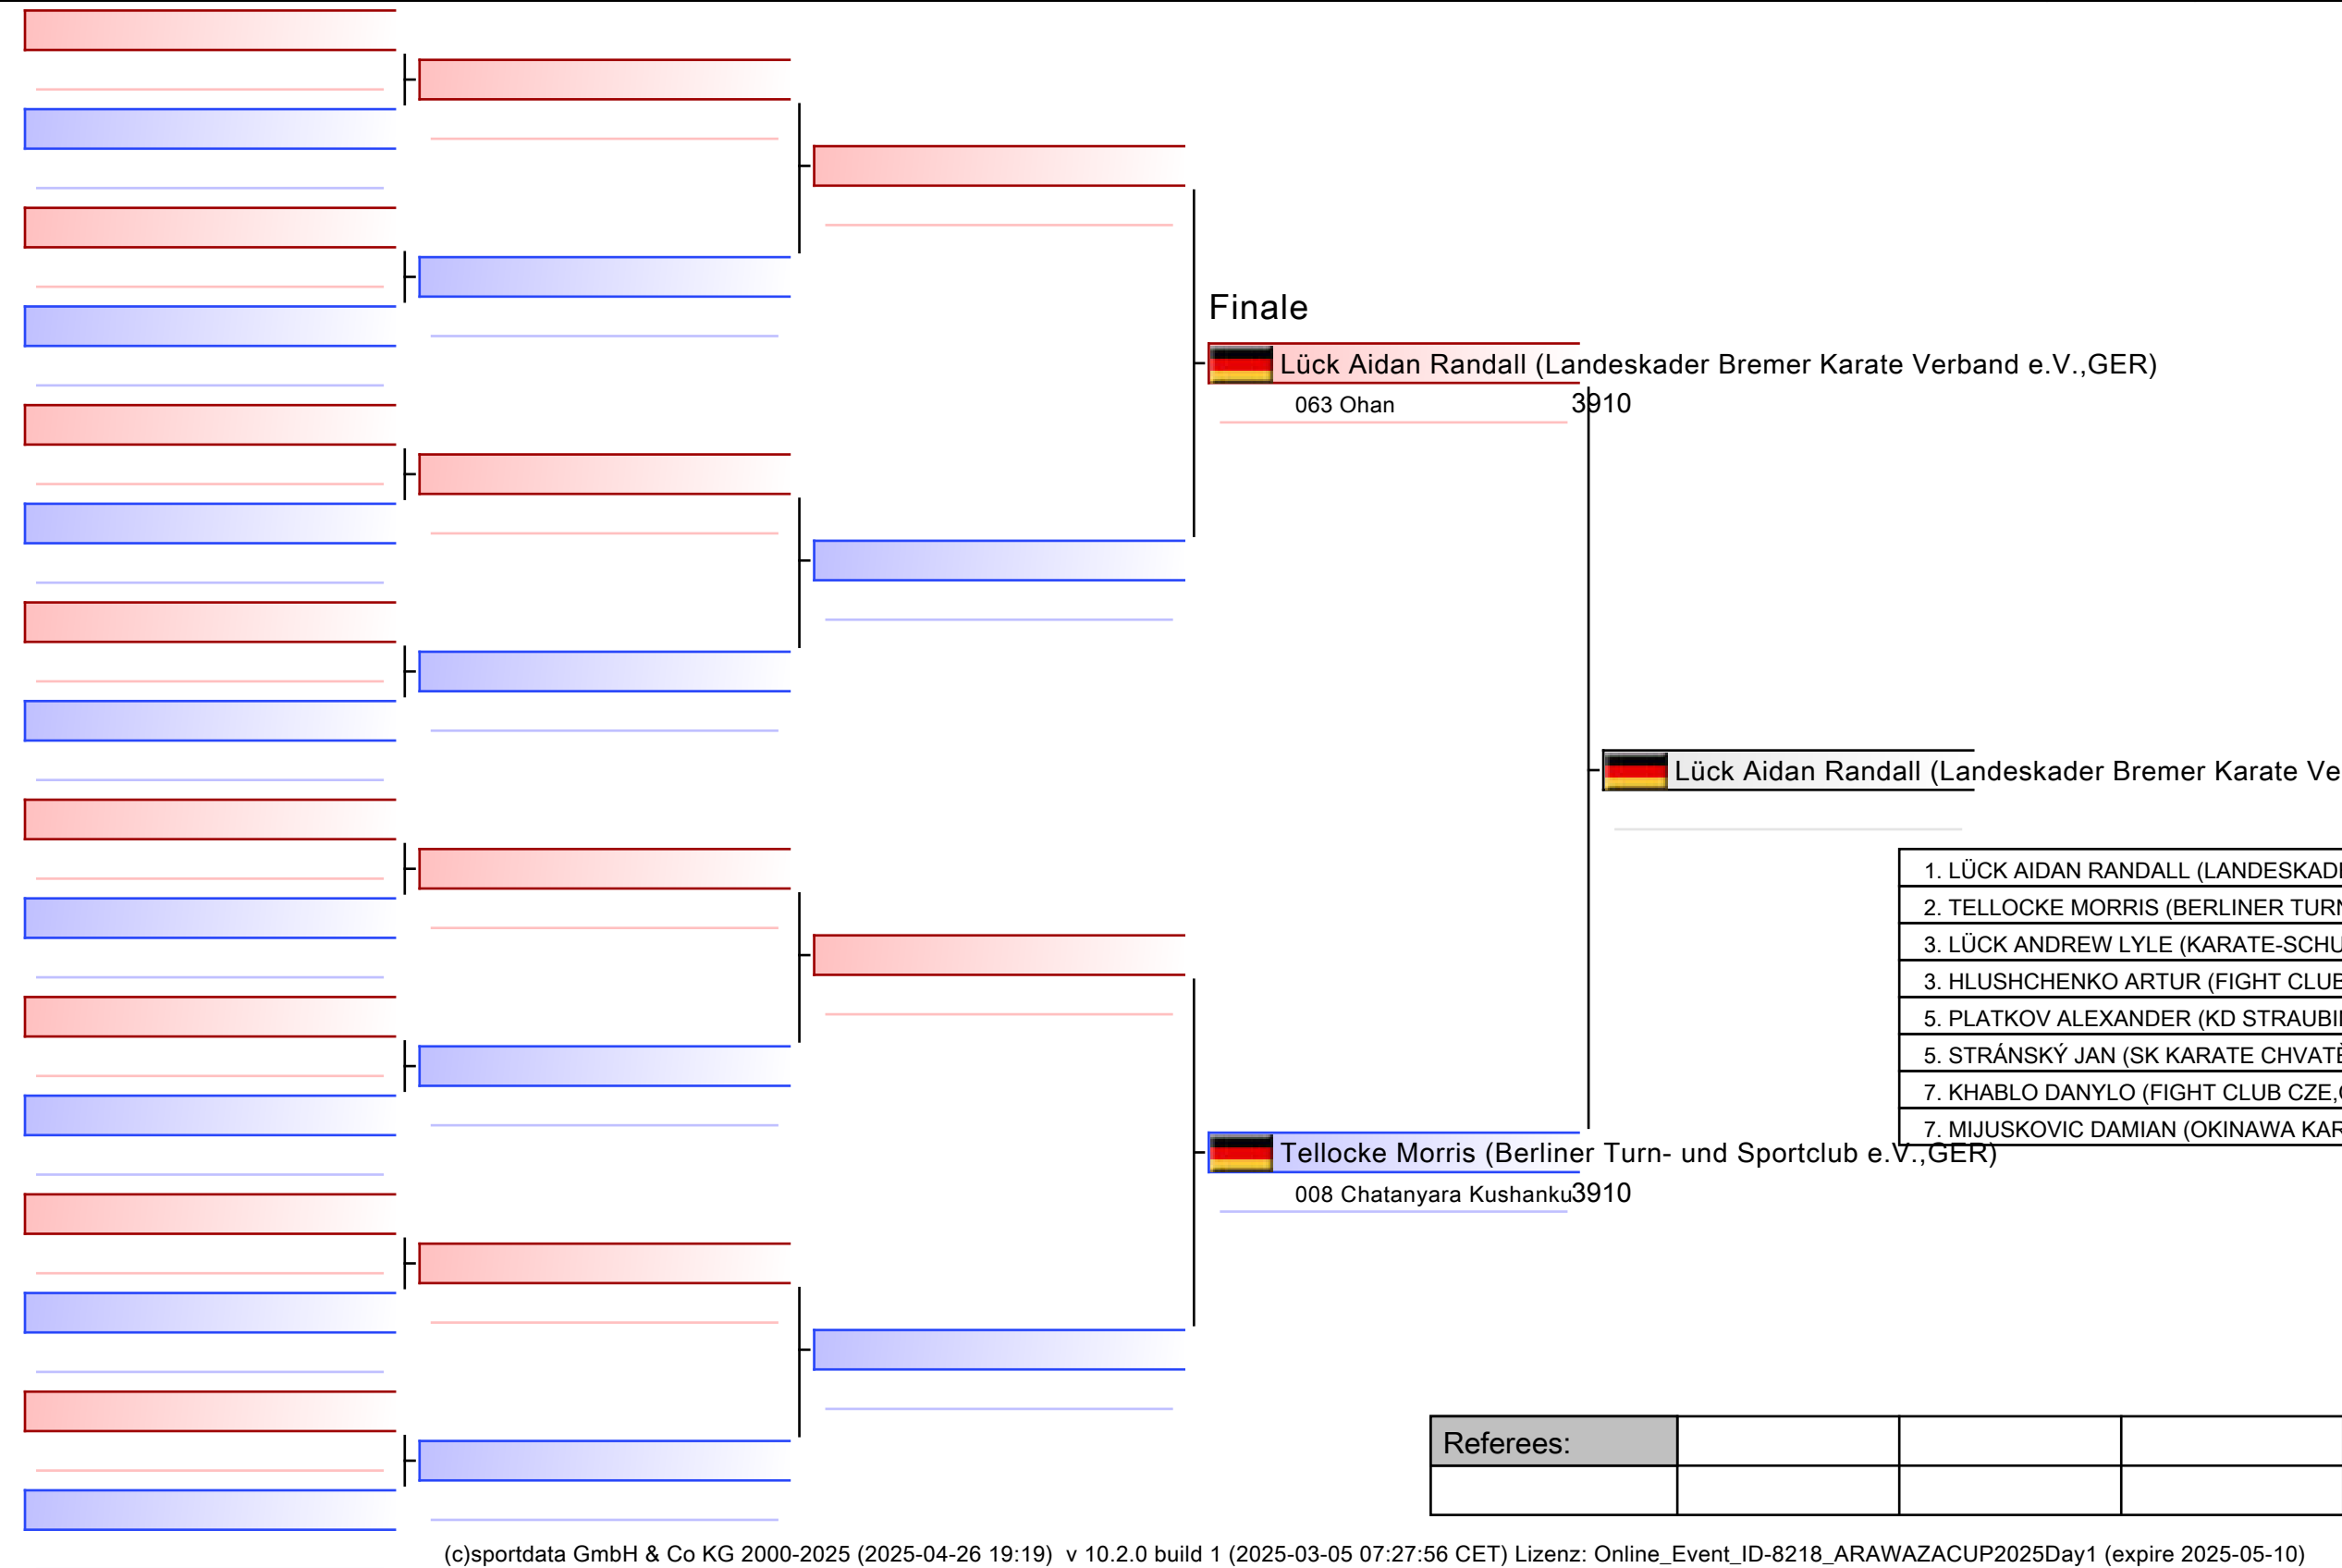 Finale
Lück Aidan Randall (Landeskader Bremer Karate Verband e.V.,GER)
063 Ohan 3910
Lück Aidan Randall (Landeskader Bremer Karate Ve
1. LÜCK AIDAN RANDALL (LANDESKAD
2. TELLOCKE MORRIS (BERLINER TURN
3. LÜCK ANDREW LYLE (KARATE-SCHU
3. HLUSHCHENKO ARTUR (FIGHT CLUB
5. PLATKOV ALEXANDER (KD STRAUBI
5. STRÁNSKÝ JAN (SK KARATE CHVATĚ
7. KHABLO DANYLO (FIGHT CLUB CZE,
7. MIJUSKOVIC DAMIAN (OKINAWA KAR
Tellocke Morris (Berliner Turn- und Sportclub e.V.,GER)
008 Chatanyara Kushanku 3910
Referees:
(c)sportdata GmbH & Co KG 2000-2025 (2025-04-26 19:19) v 10.2.0 build 1 (2025-03-05 07:27:56 CET) Lizenz: Online_Event_ID-8218_ARAWAZACUP2025Day1 (expire 2025-05-10)